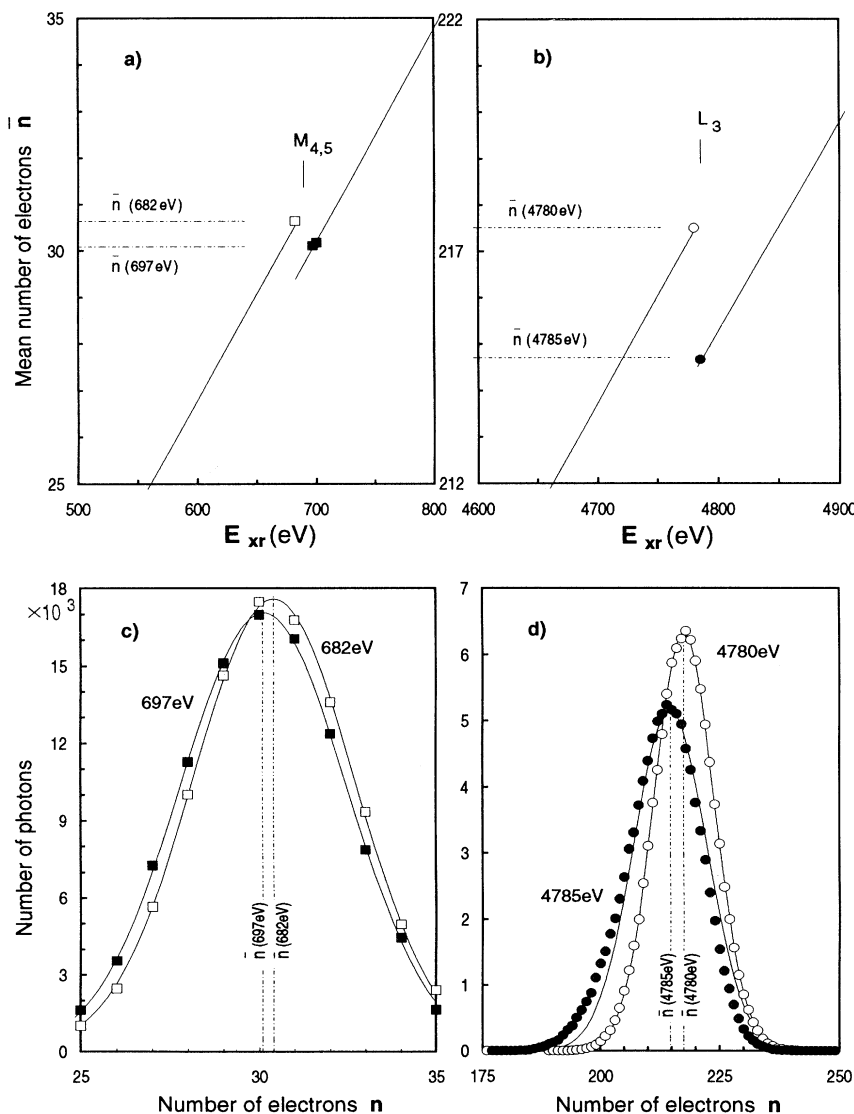 35
30
25
500
600
700
800
a)
M4,5
n̄ (682eV)
n̄ (697eV)
Mean number of electrons n̄
E xr (eV)
222
217
212
4600
4700
4800
4900
b)
L3
n̄ (4780eV)
n̄ (4785eV)
E xr (eV)
×10 3
18
15
12
9
6
3
0
25
30
35
c)
682eV
697eV
n̄ (697eV)
n̄ (682eV)
Number of photons
Number of electrons n
7
6
5
4
3
2
1
0
175
200
225
250
d)
4780eV
4785eV
n̄ (4785eV)
n̄ (4780eV)
Number of electrons n